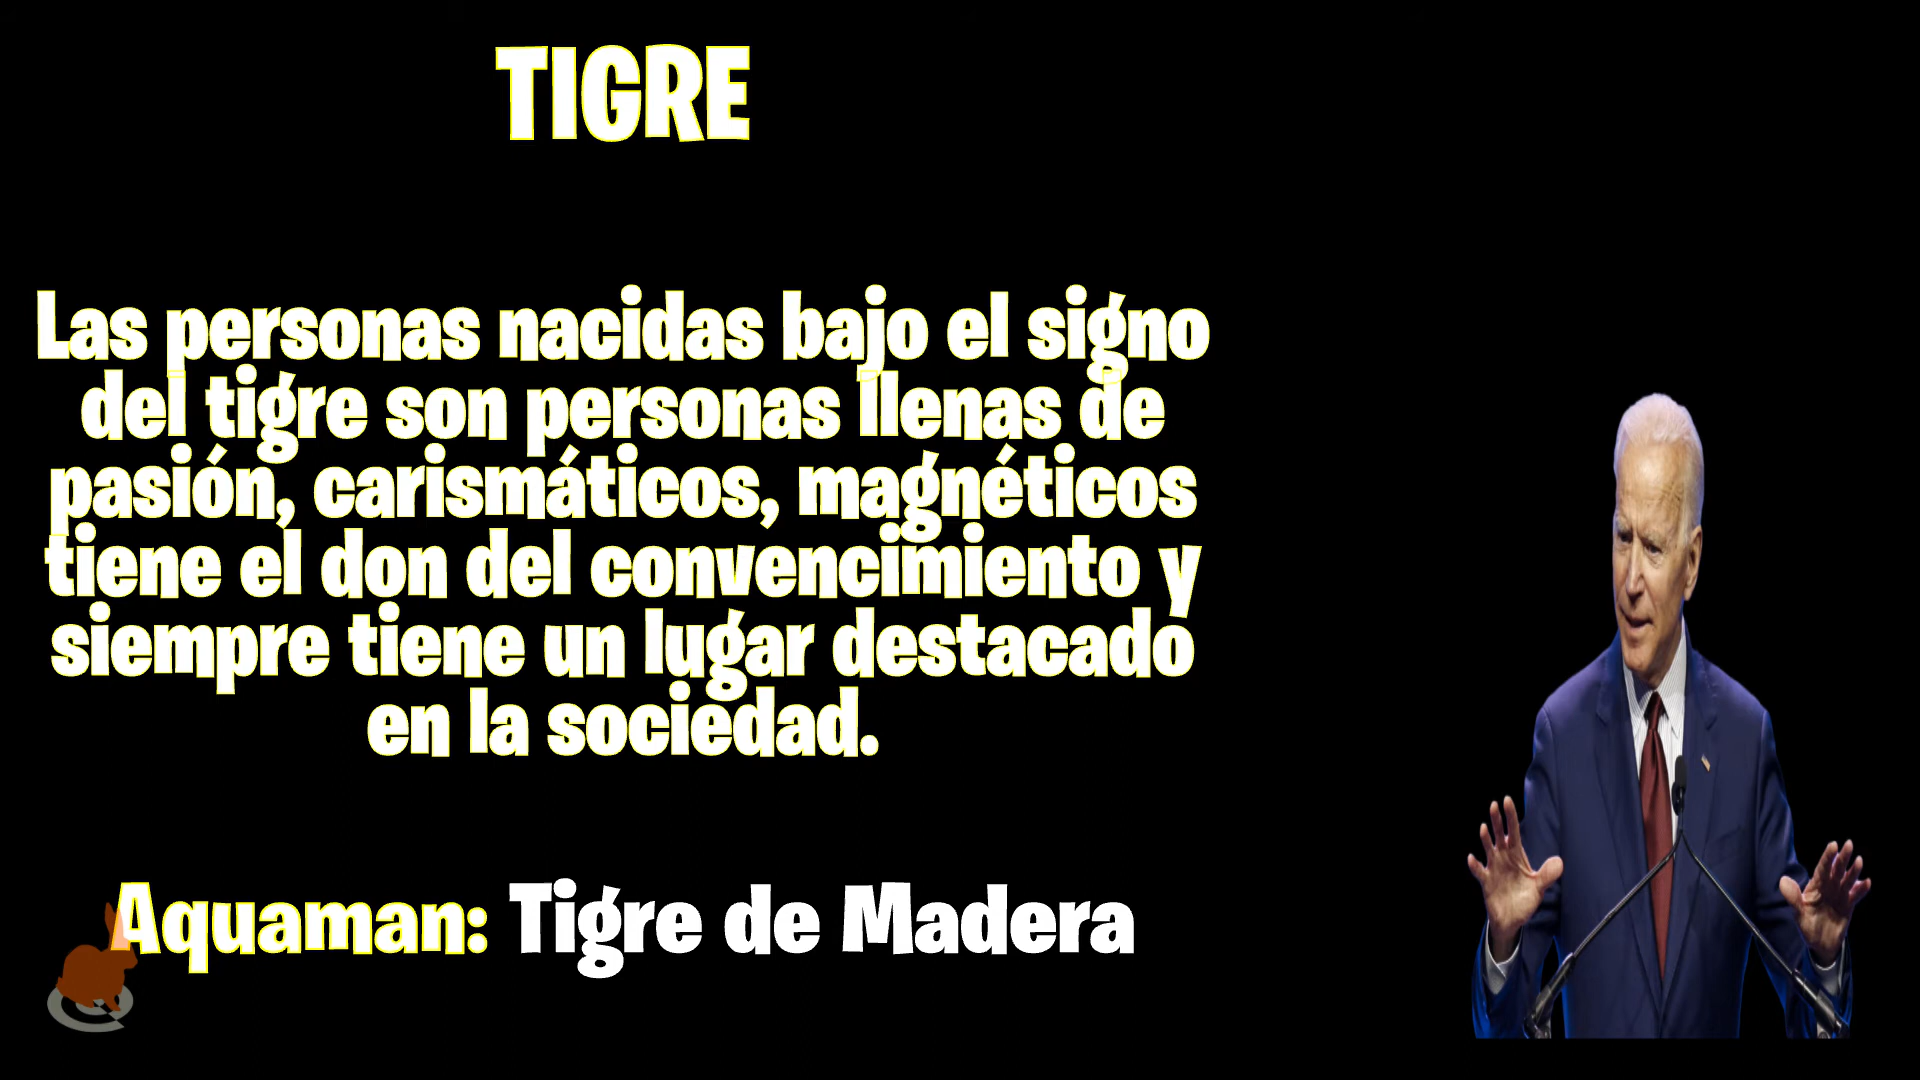 TIGRE
Las personas nacidas bajo el signo
del tigre son personas llenas de
pasión, carismáticos, magnéticos
tiene el don del convencimiento y
siempre tiene un lugar destacado
en la sociedad.
Aquaman: Tigre de Madera